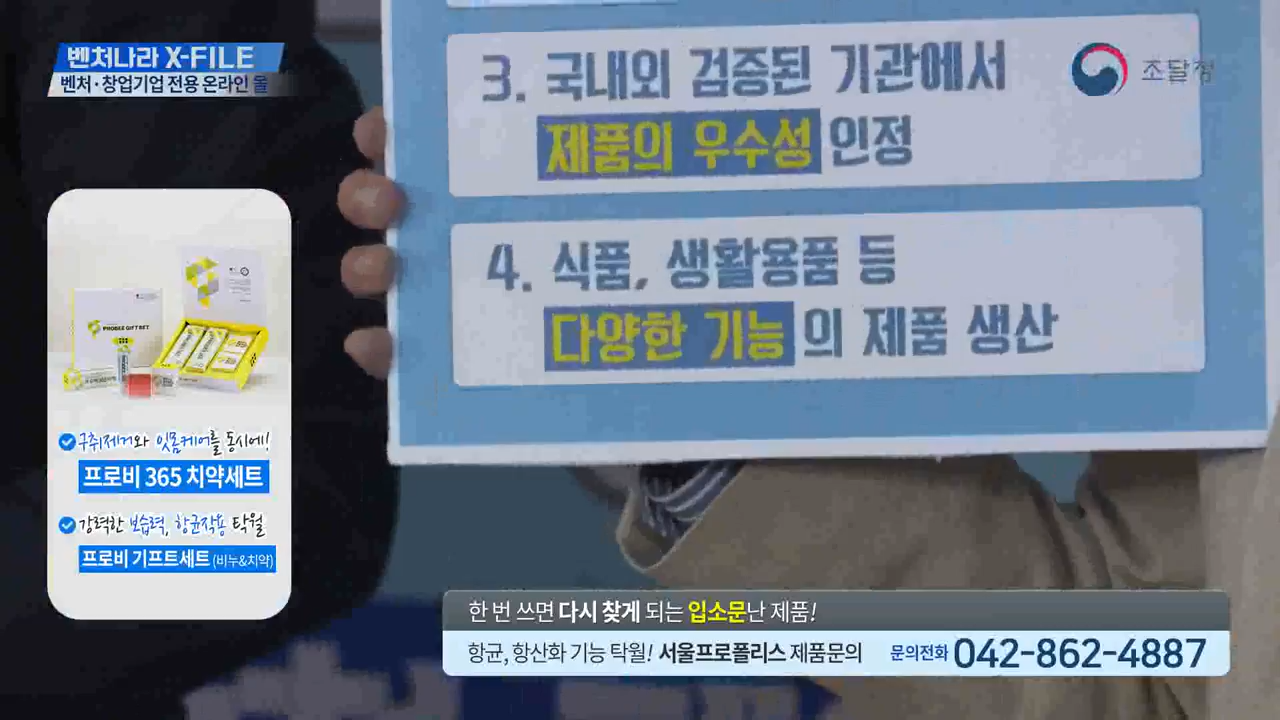 벤처나라 X-FILE
벤처·창업기업 전용 온라인 몰
조달청
3. 국내외 검증된 기관에서
제품의 우수성 인정
4. 식품, 생활용품 등
다양한 기능의 제품 생산
PROBEE GIFT SET
구취제거와 잇몸케어를 동시에!
프로비 365 치약세트
강력한 보습력, 항균작용 탁월
프로비 기프트세트 (비누&치약)
한 번 쓰면 다시 찾게 되는 입소문난 제품!
항균, 항산화 기능 탁월! 서울프로폴리스 제품문의
문의전화 042-862-4887